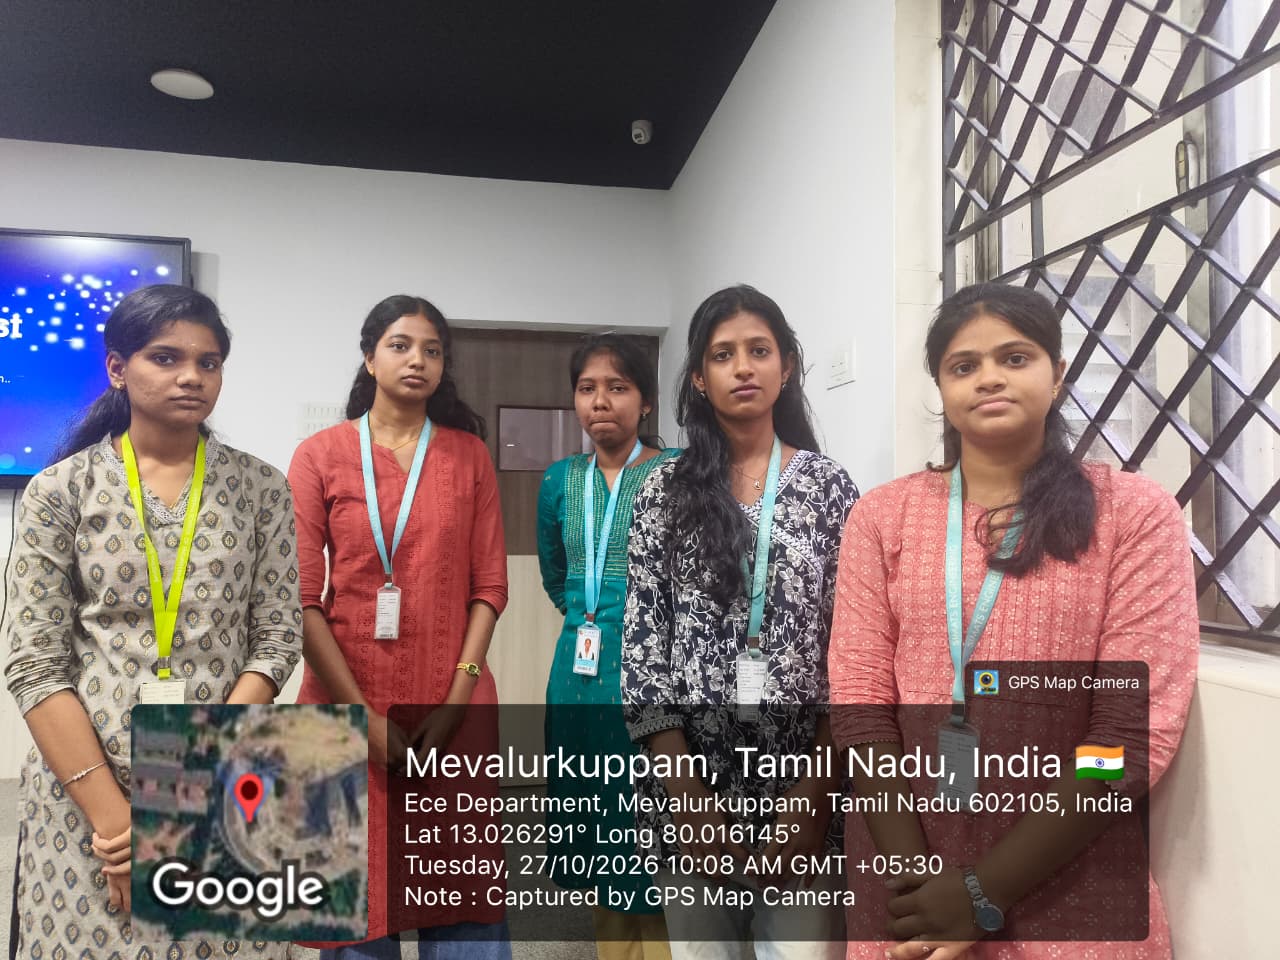 st
GPS Map Camera
Mevalurkuppam, Tamil Nadu, India
Ece Department, Mevalurkuppam, Tamil Nadu 602105, India
Lat 13.026291° Long 80.016145°
Tuesday, 27/10/2026 10:08 AM GMT +05:30
Note : Captured by GPS Map Camera
Google